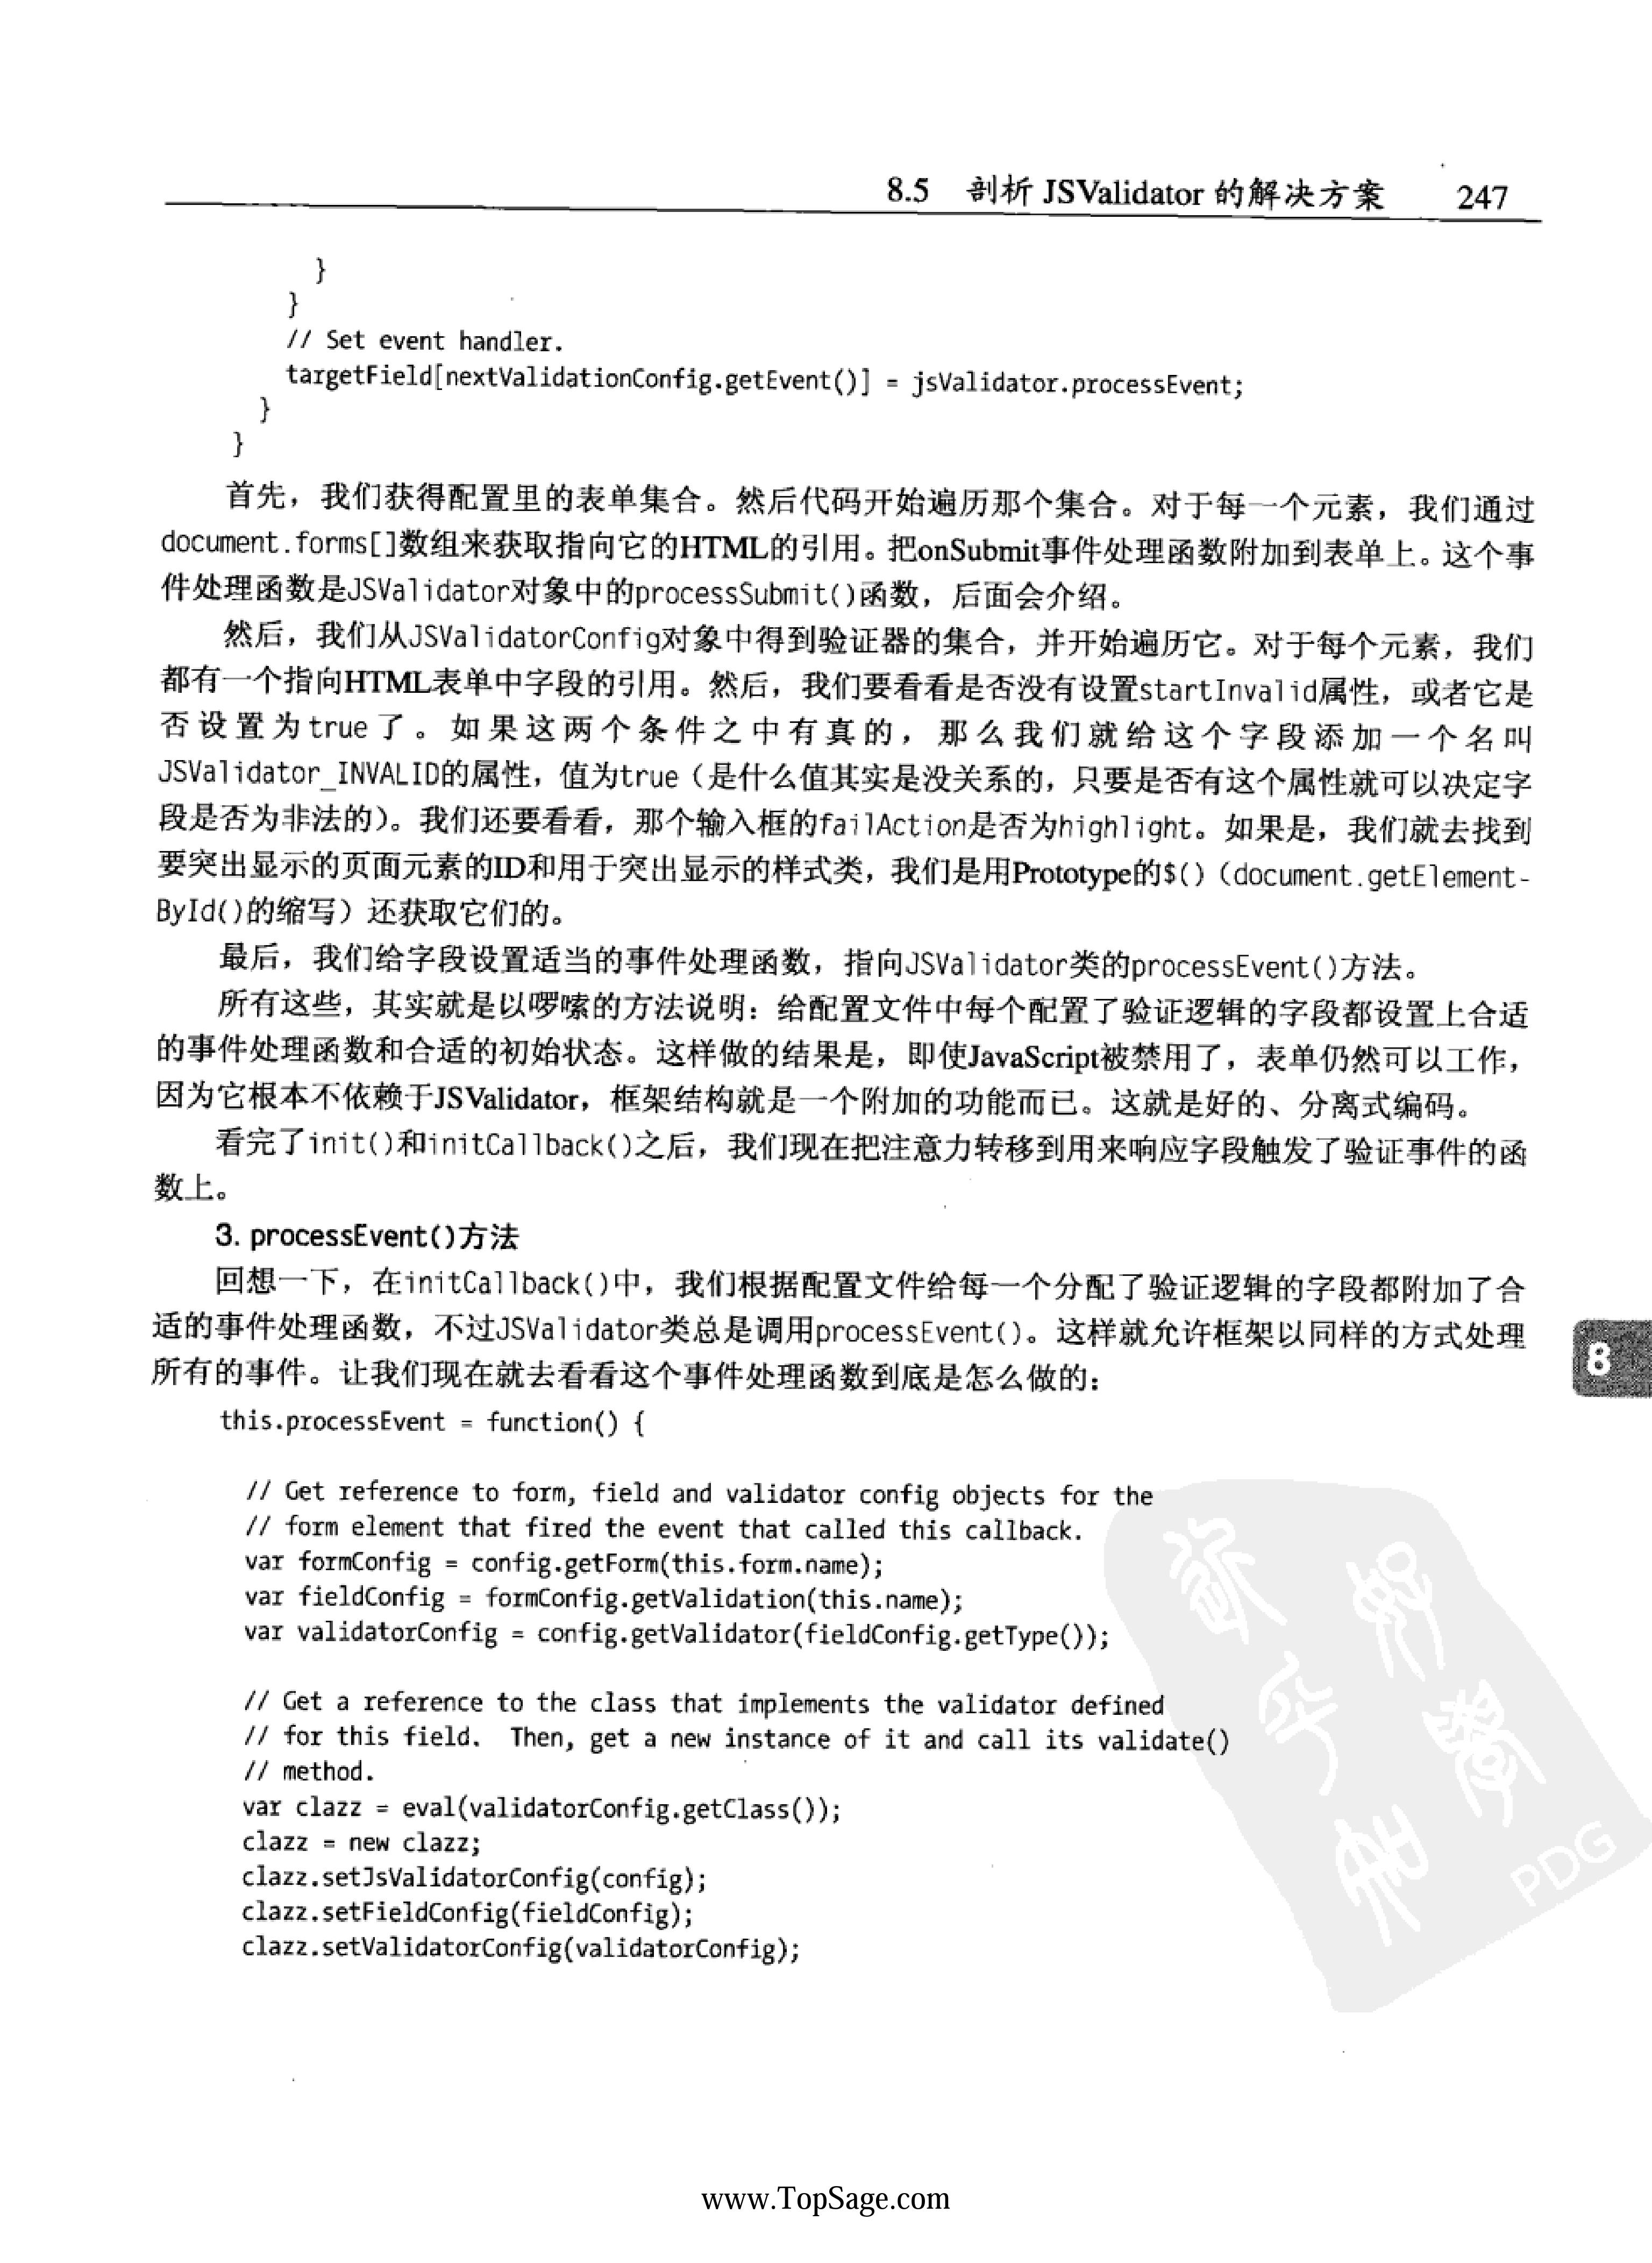 8.5 剖析 JSValidator 的解决方案 247
}
}
// Set event handler.
targetField[nextValidationConfig.getEvent()] = jsValidator.processEvent;
}
}
首先，我们获得配置里的表单集合。然后代码开始遍历那个集合。对于每一个元素，我们通过
document.forms[]数组来获取指向它的HTML的引用。把onSubmit事件处理函数附加到表单上。这个事
件处理函数是JSValidator对象中的processSubmit()函数，后面会介绍。
然后，我们从JSValidatorConfig对象中得到验证器的集合，并开始遍历它。对于每个元素，我们
都有一个指向HTML表单中字段的引用。然后，我们要看看是否没有设置startInvalid属性，或者它是
否设置为true了。如果这两个条件之中有真的，那么我们就给这个字段添加一个名叫
JSValidator_INVALID的属性，值为true（是什么值其实是没关系的，只要是否有这个属性就可以决定字
段是否为非法的）。我们还要看看，那个输入框的failAction是否为highlight。如果是，我们就去找到
要突出显示的页面元素的ID和用于突出显示的样式类，我们是用Prototype的$()（document.getElement-
ById()的缩写）还获取它们的。
最后，我们给字段设置适当的事件处理函数，指向JSValidator类的processEvent()方法。
所有这些，其实就是以啰嗦的方法说明：给配置文件中每个配置了验证逻辑的字段都设置上合适
的事件处理函数和合适的初始状态。这样做的结果是，即使JavaScript被禁用了，表单仍然可以工作，
因为它根本不依赖于JSValidator，框架结构就是一个附加的功能而已。这就是好的、分离式编码。
看完了init()和initCallback()之后，我们现在把注意力转移到用来响应字段触发了验证事件的函
数上。
3. processEvent()方法
回想一下，在initCallback()中，我们根据配置文件给每一个分配了验证逻辑的字段都附加了合
适的事件处理函数，不过JSValidator类总是调用processEvent()。这样就允许框架以同样的方式处理
所有的事件。让我们现在就去看看这个事件处理函数到底是怎么做的：
8
this.processEvent = function() {
// Get reference to form, field and validator config objects for the
// form element that fired the event that called this callback.
var formConfig = config.getForm(this.form.name);
var fieldConfig = formConfig.getValidation(this.name);
var validatorConfig = config.getValidator(fieldConfig.getType());
// Get a reference to the class that implements the validator defined
// for this field.  Then, get a new instance of it and call its validate()
// method.
var clazz = eval(validatorConfig.getClass());
clazz = new clazz;
clazz.setJsValidatorConfig(config);
clazz.setFieldConfig(fieldConfig);
clazz.setValidatorConfig(validatorConfig);
PDG
www.TopSage.com